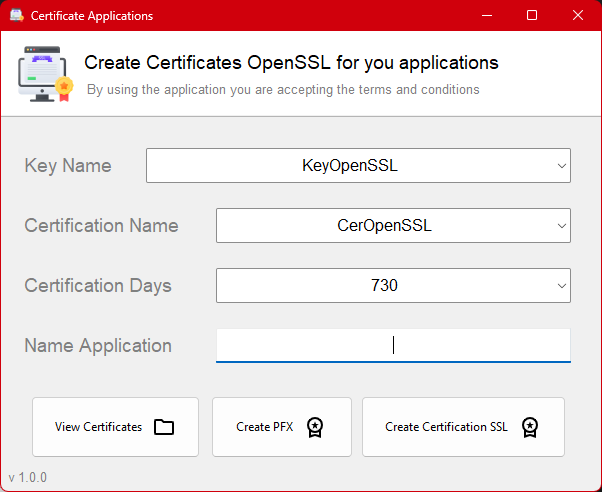 Certificate Applications
Create Certificates OpenSSL for you applications
By using the application you are accepting the terms and conditions
Key Name KeyOpenSSL
Certification Name CerOpenSSL
Certification Days 730
Name Application
View Certificates Create PFX Create Certification SSL
v 1.0.0